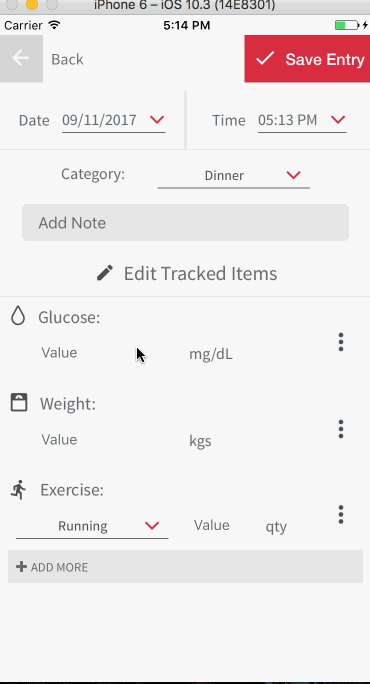 iPhone 6 – iOS 10.3 (14E8301)
Carrier 5:14 PM
Back Save Entry
Date 09/11/2017 Time 05:13 PM
Category: Dinner
Add Note
Edit Tracked Items
Glucose:
Value mg/dL
Weight:
Value kgs
Exercise:
Running Value qty
ADD MORE